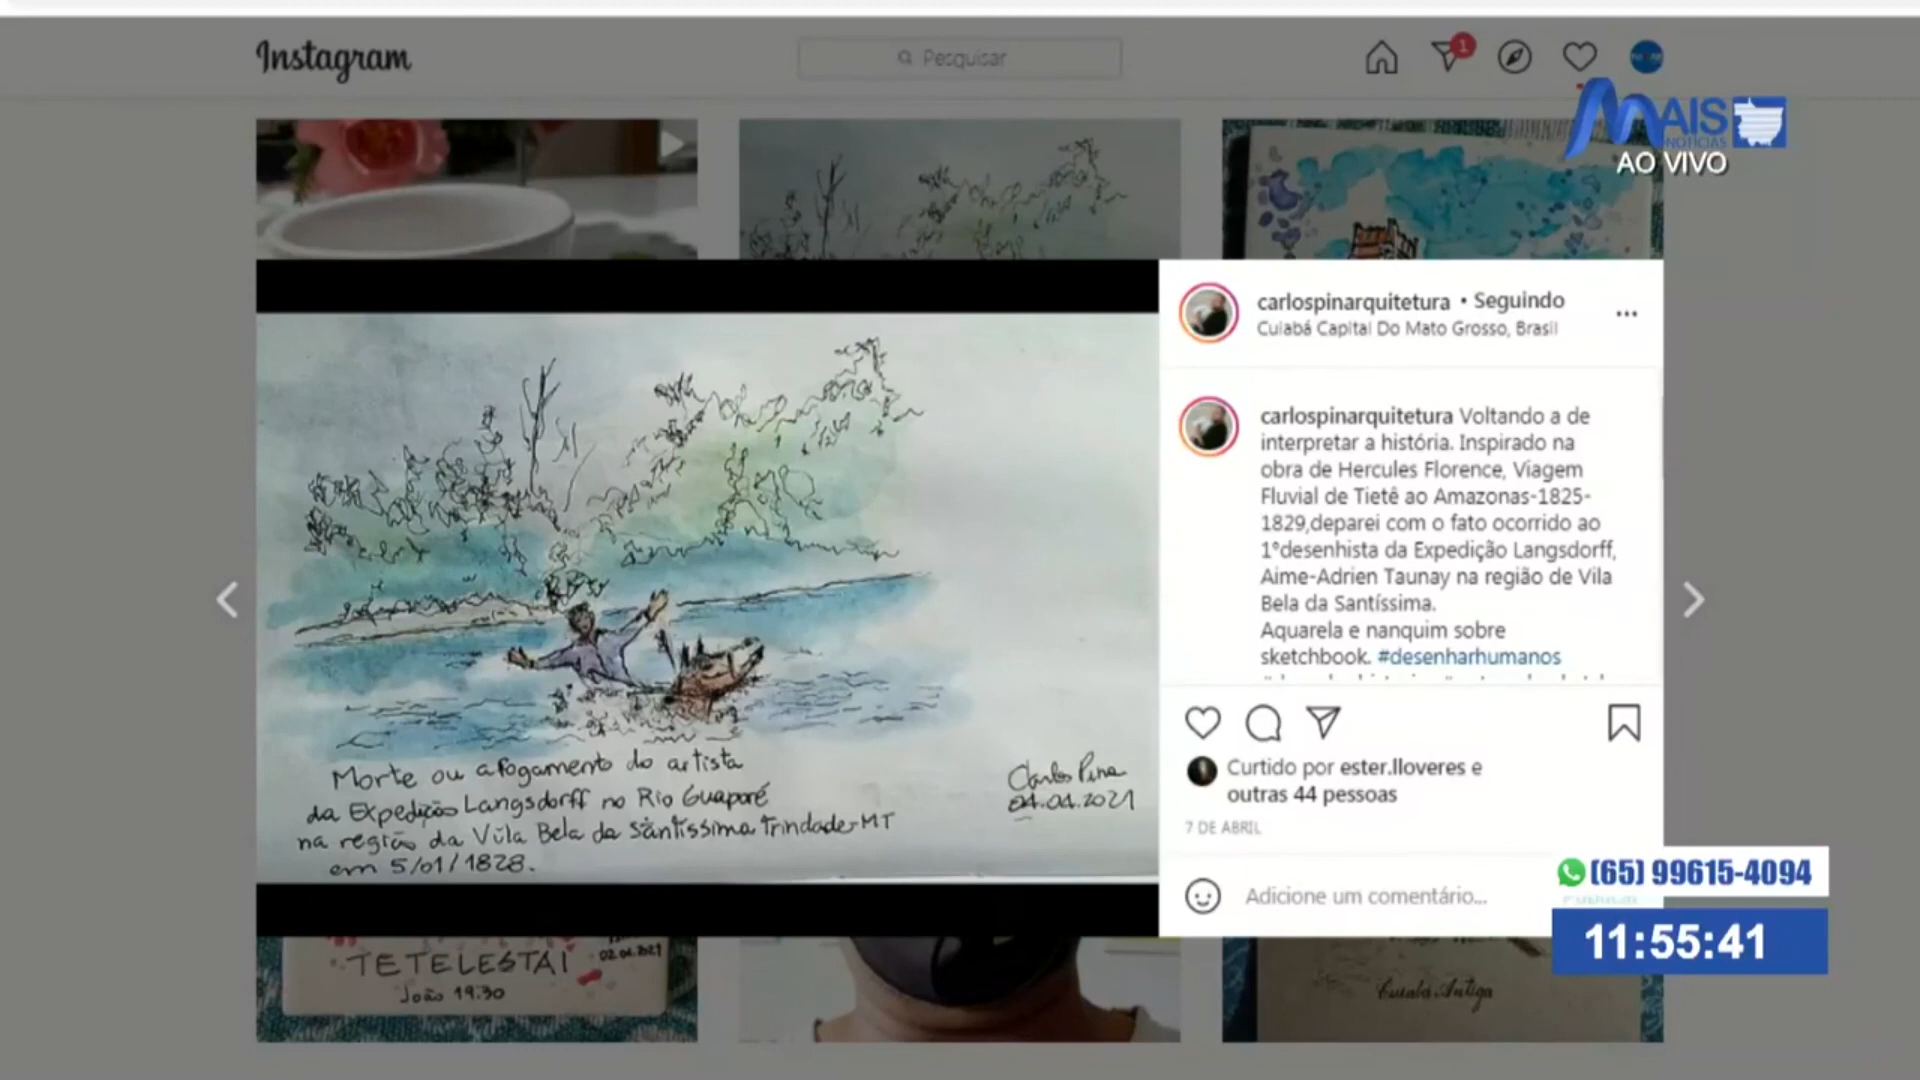 Instagram
Pesquisar
1
MAIS
NOTÍCIAS
AO VIVO
carlospinarquitetura • Seguindo
Cuiabá Capital Do Mato Grosso, Brasil
...
carlospinarquitetura Voltando a de
interpretar a história. Inspirado na
obra de Hercules Florence, Viagem
Fluvial de Tietê ao Amazonas-1825-
1829,deparei com o fato ocorrido ao
1°desenhista da Expedição Langsdorff,
Aime-Adrien Taunay na região de Vila
Bela da Santíssima.
Aquarela e nanquim sobre
sketchbook. #desenharhumanos
Morte ou afogamento do artista
da Expedição Langsdorff no Rio Guaporé
na região da Vila Bela da Santíssima Trindade-MT
em 5/01/1828.
Carlos Pina
04.04.2021
Curtido por ester.lloveres e
outras 44 pessoas
7 DE ABRIL
Adicione um comentário...
(65) 99615-4094
11:55:41
TETELESTAI
02.04.2021
João 19.30
Cuiabá Antiga